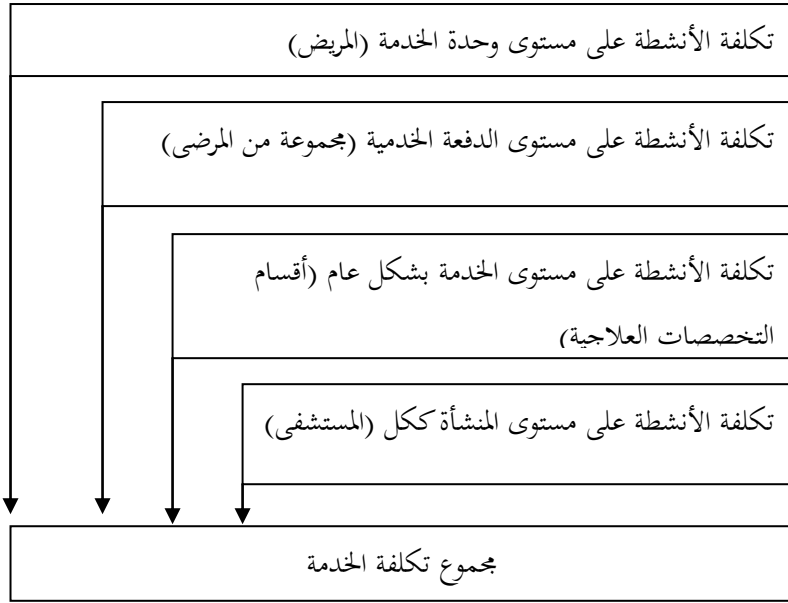 تكلفة الأنشطة على مستوى وحدة الخدمة (المريض)
تكلفة الأنشطة على مستوى الدفعة الخدمية (مجموعة من المرضى)
تكلفة الأنشطة على مستوى الخدمة بشكل عام (أقسام
التخصصات العلاجية)
تكلفة الأنشطة على مستوى المنشأة ككل (المستشفى)
مجموع تكلفة الخدمة